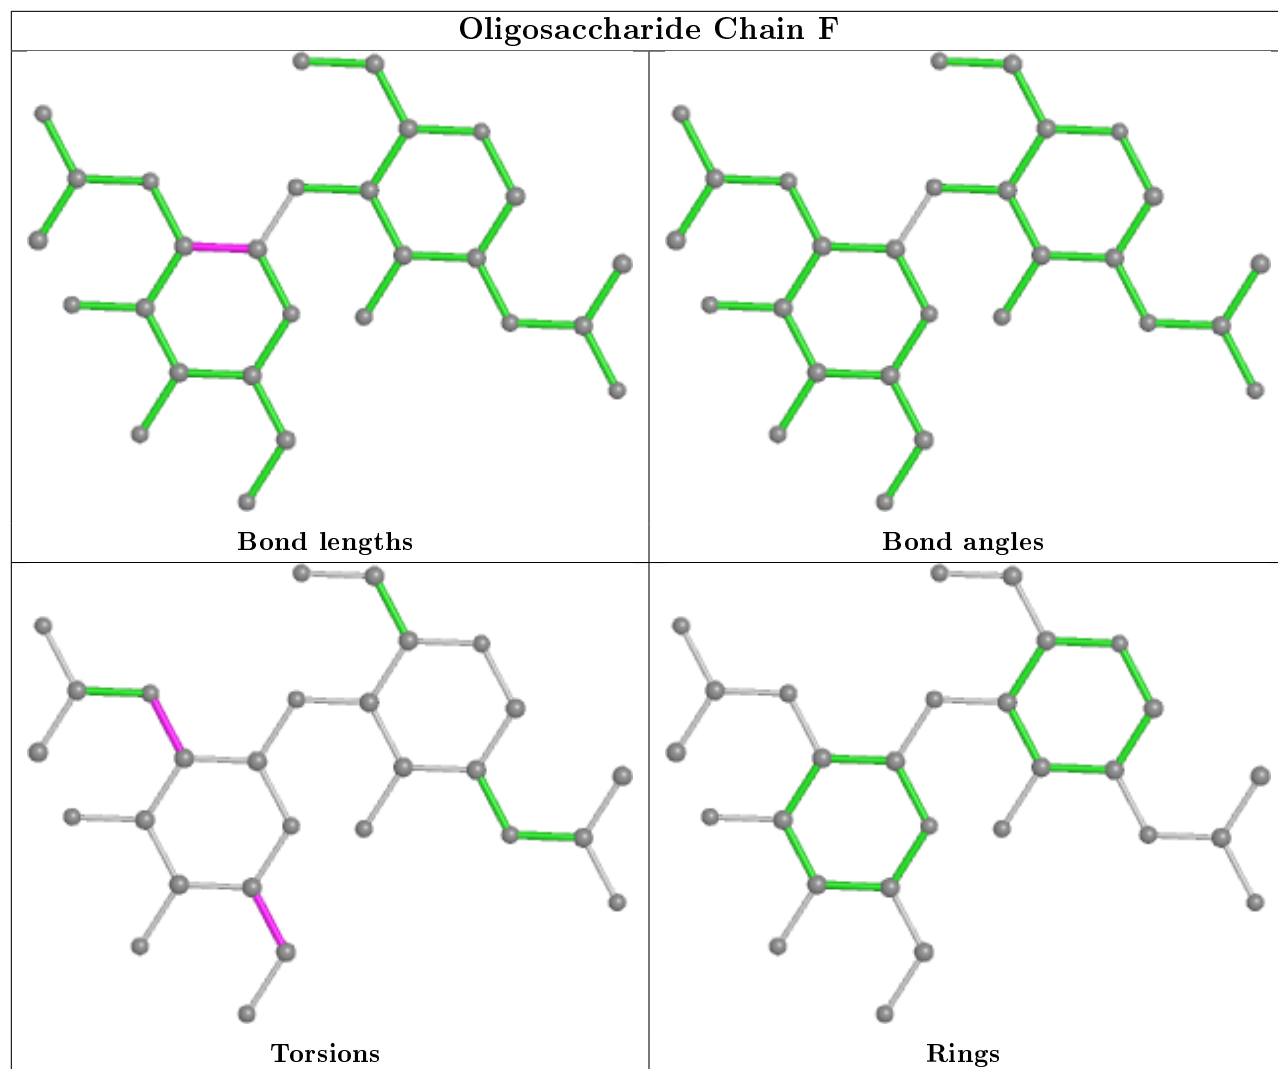 Oligosaccharide Chain F
Bond lengths
Bond angles
Torsions
Rings